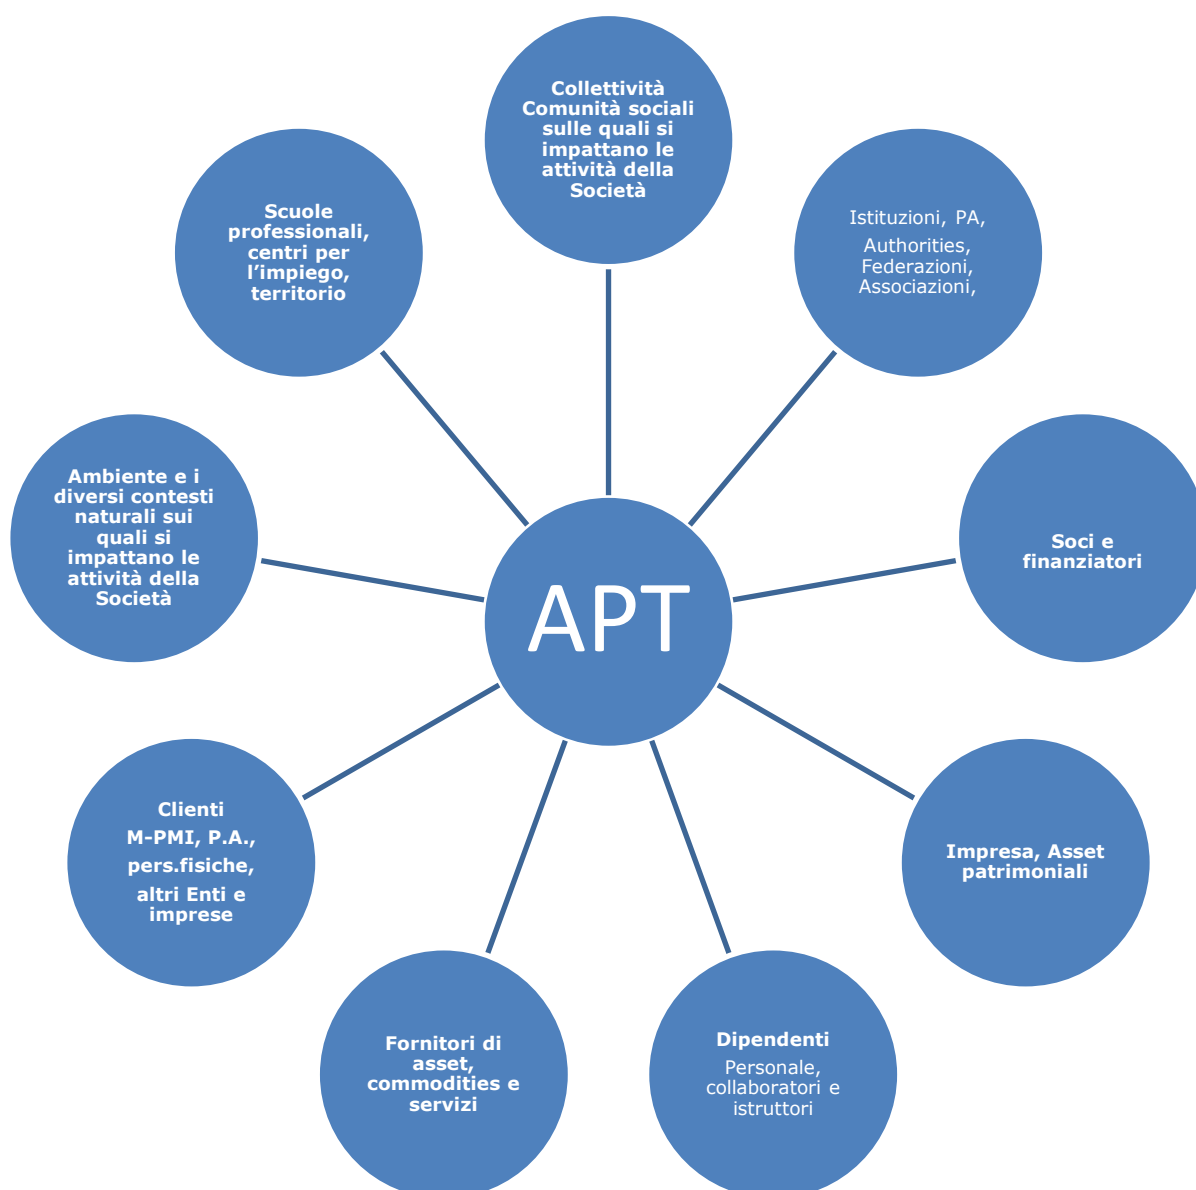 Collettività
Comunità sociali
sulle quali si
impattano le
attività della
Società
Istituzioni, PA,
Authorities,
Federazioni,
Associazioni,
Soci e
finanziatori
Impresa, Asset
patrimoniali
Dipendenti
Personale,
collaboratori e
istruttori
Fornitori di
asset,
commodities e
servizi
Clienti
M-PMI, P.A.,
pers.fisiche,
altri Enti e
imprese
Ambiente e i
diversi contesti
naturali sui
quali si
impattano le
attività della
Società
Scuole
professionali,
centri per
l’impiego,
territorio
APT